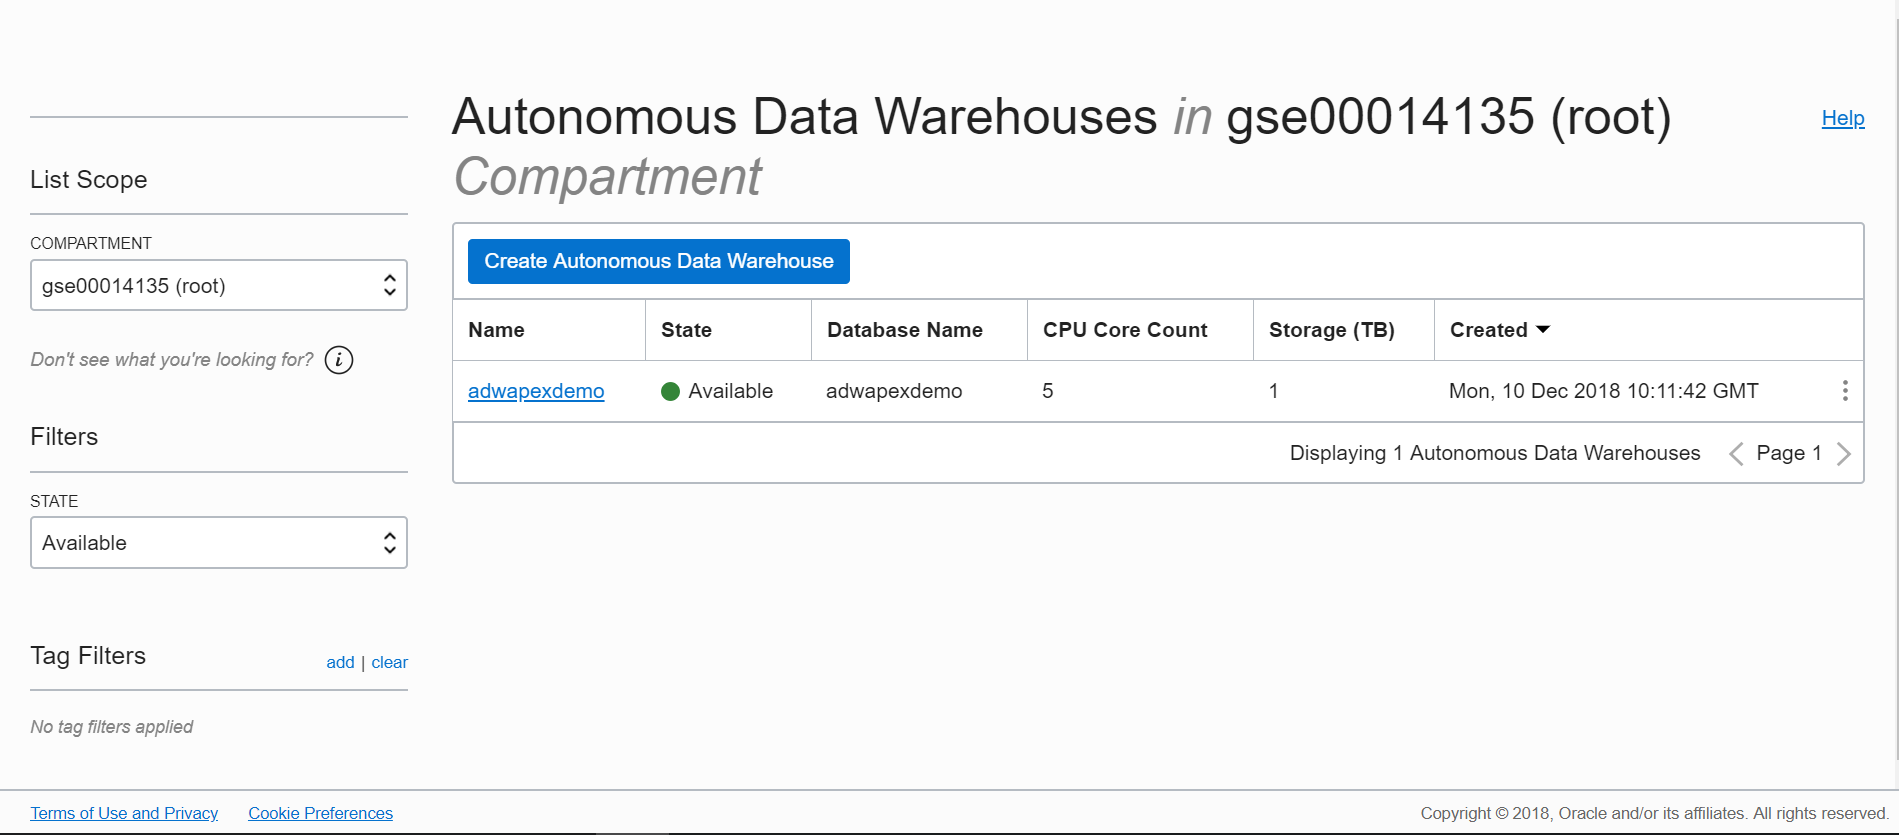 Autonomous Data Warehouses in gse00014135 (root)
Compartment
Help
List Scope
COMPARTMENT
gse00014135 (root)
Don't see what you're looking for? i
Filters
STATE
Available
Tag Filters
add | clear
No tag filters applied
Create Autonomous Data Warehouse
Name State Database Name CPU Core Count Storage (TB) Created
adwapexdemo Available adwapexdemo 5 1 Mon, 10 Dec 2018 10:11:42 GMT
Displaying 1 Autonomous Data Warehouses Page 1
Terms of Use and Privacy Cookie Preferences Copyright © 2018, Oracle and/or its affiliates. All rights reserved.